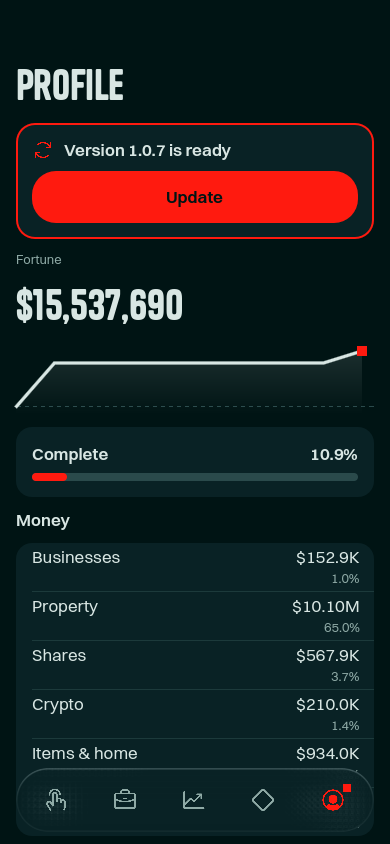 PROFILE
Version 1.0.7 is ready
Update
Fortune
$15,537,690
Complete 10.9%
Money
Businesses $152.9K
1.0%
Property $10.10M
65.0%
Shares $567.9K
3.7%
Crypto $210.0K
1.4%
Items & home $934.0K